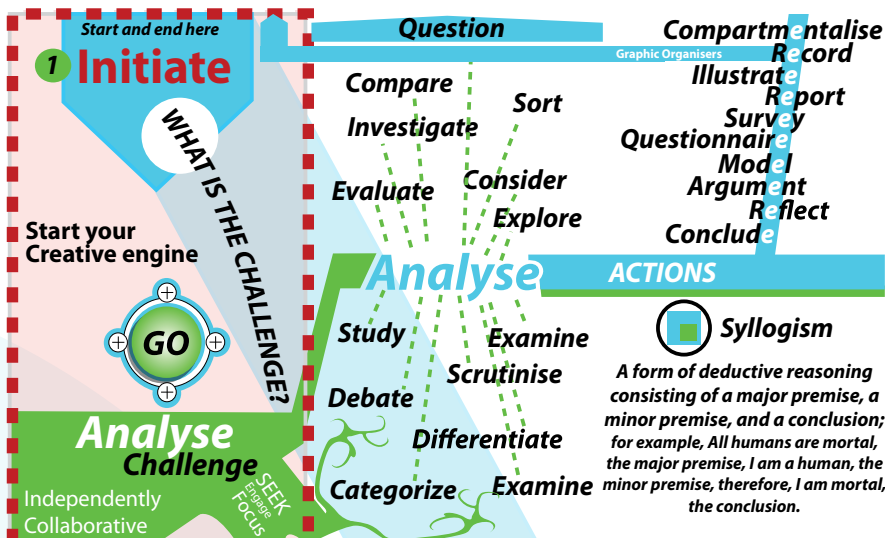 Start and end here
1
Initiate
WHAT IS THE CHALLENGE?
Start your
Creative engine
GO
Analyse
Challenge
Independently
Collaborative
SEEK
Engage
Focus
Question
Graphic Organisers
Compare
Sort
Investigate
Evaluate
Consider
Explore
Analyse
ACTIONS
Study
Examine
Scrutinise
Debate
Differentiate
Categorize
Examine
Compartmentalise
Record
Illustrate
Report
Survey
Questionnaire
Model
Argument
Reflect
Conclude
Syllogism
A form of deductive reasoning
consisting of a major premise, a
minor premise, and a conclusion;
for example, All humans are mortal,
the major premise, I am a human, the
minor premise, therefore, I am mortal,
the conclusion.